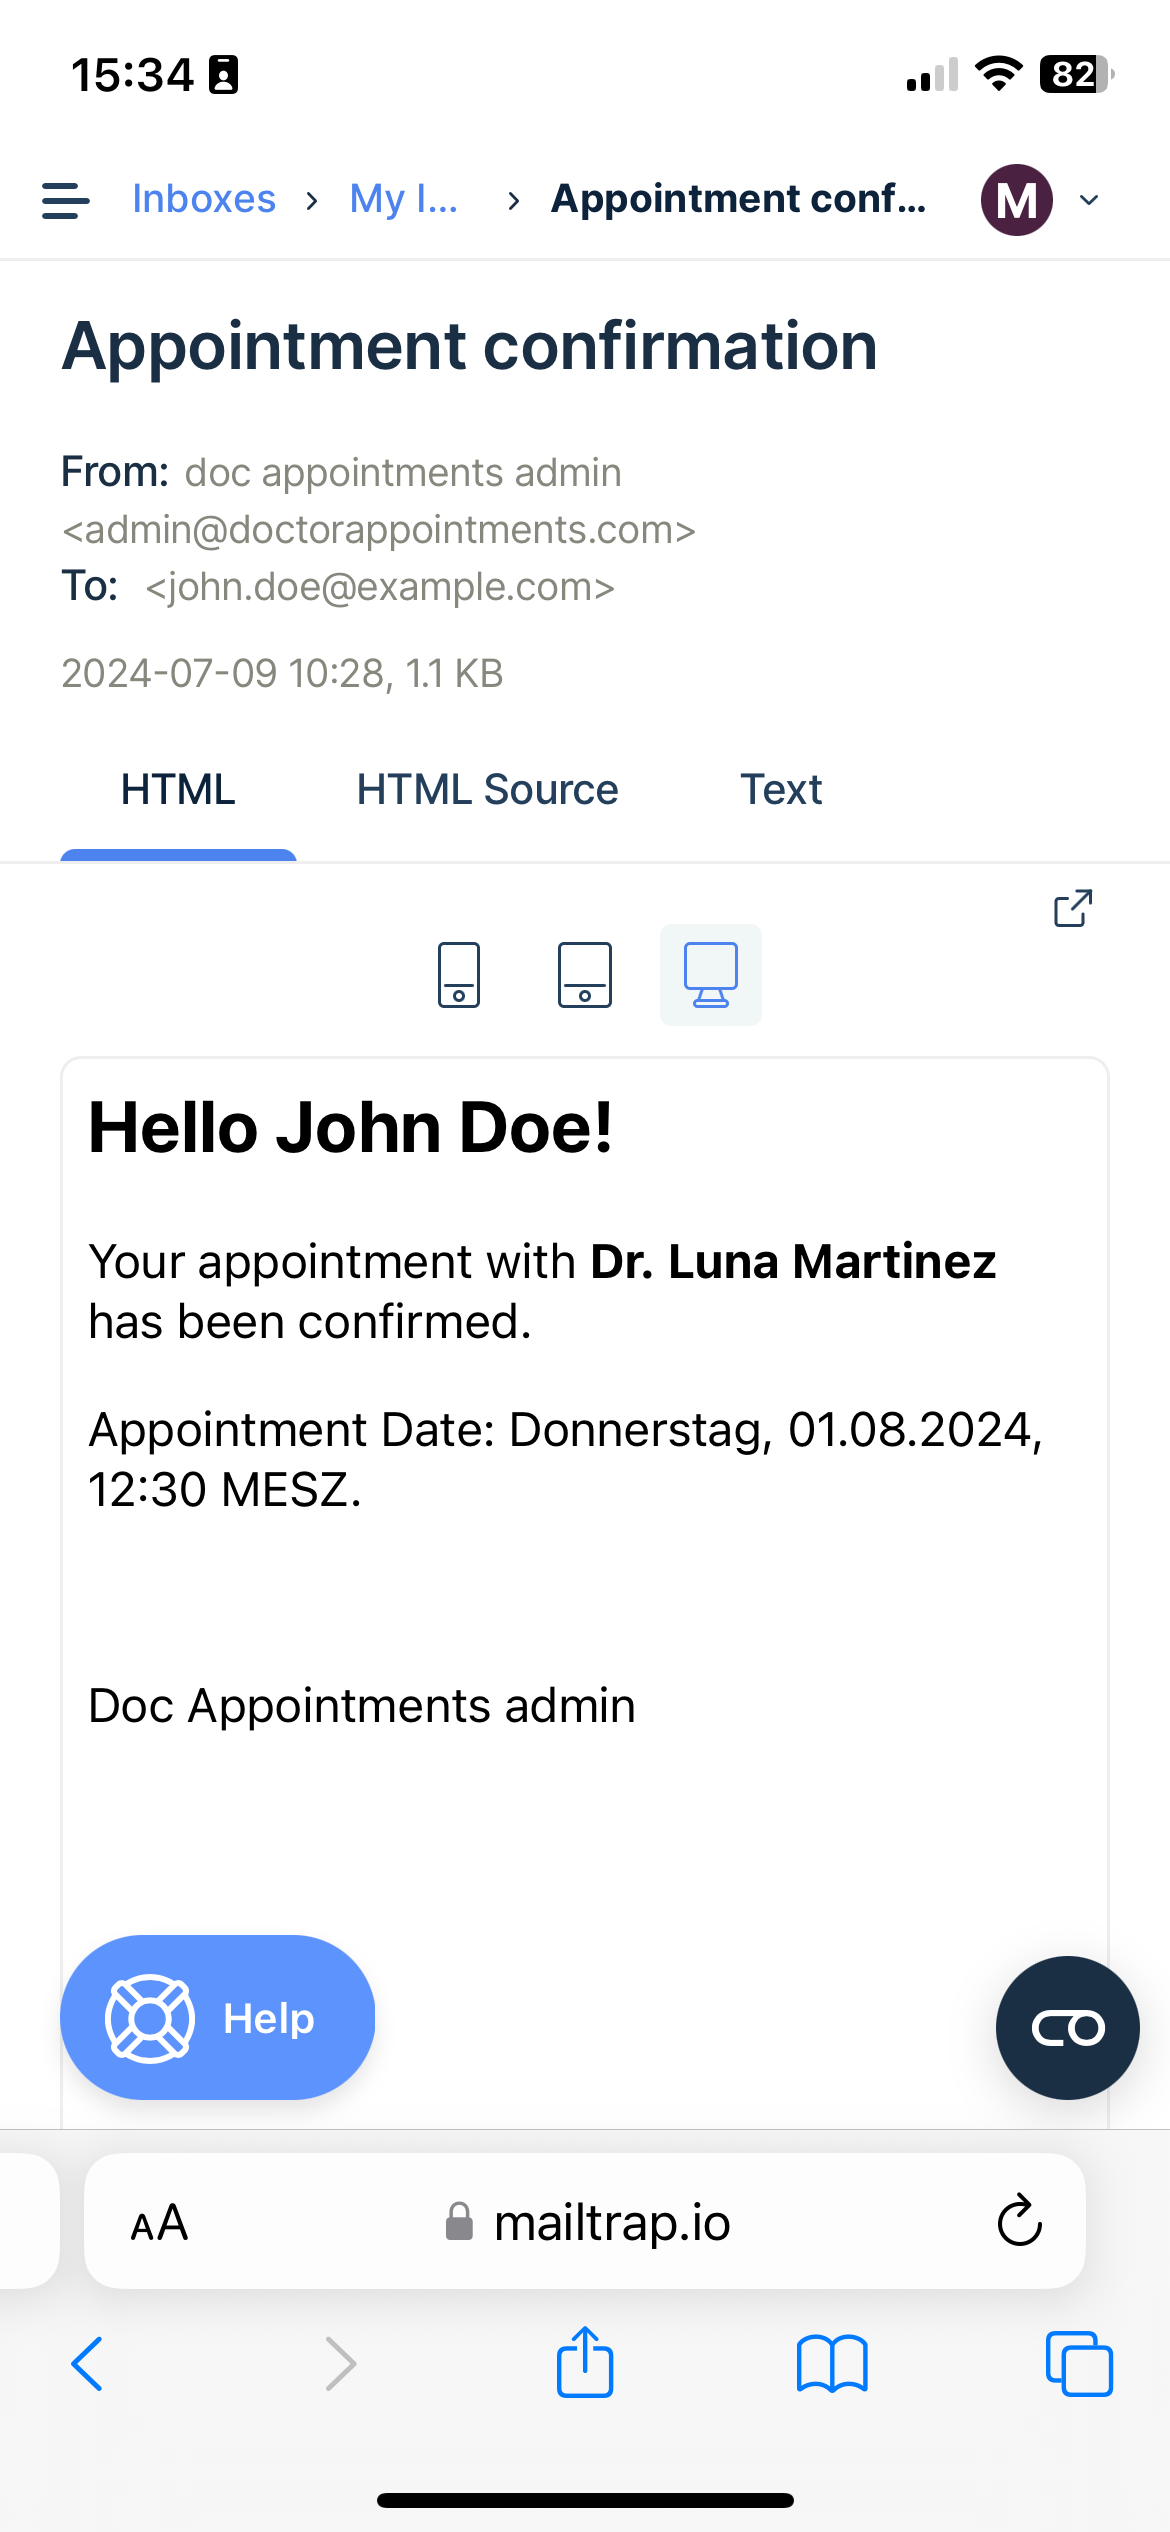 15:34
82
Inboxes › My I... › Appointment conf...
M
Appointment confirmation
From: doc appointments admin
<admin@doctorappointments.com>
To: <john.doe@example.com>
2024-07-09 10:28, 1.1 KB
HTML HTML Source Text
Hello John Doe!
Your appointment with Dr. Luna Martinez
has been confirmed.
Appointment Date: Donnerstag, 01.08.2024,
12:30 MESZ.
Doc Appointments admin
Help
AA mailtrap.io